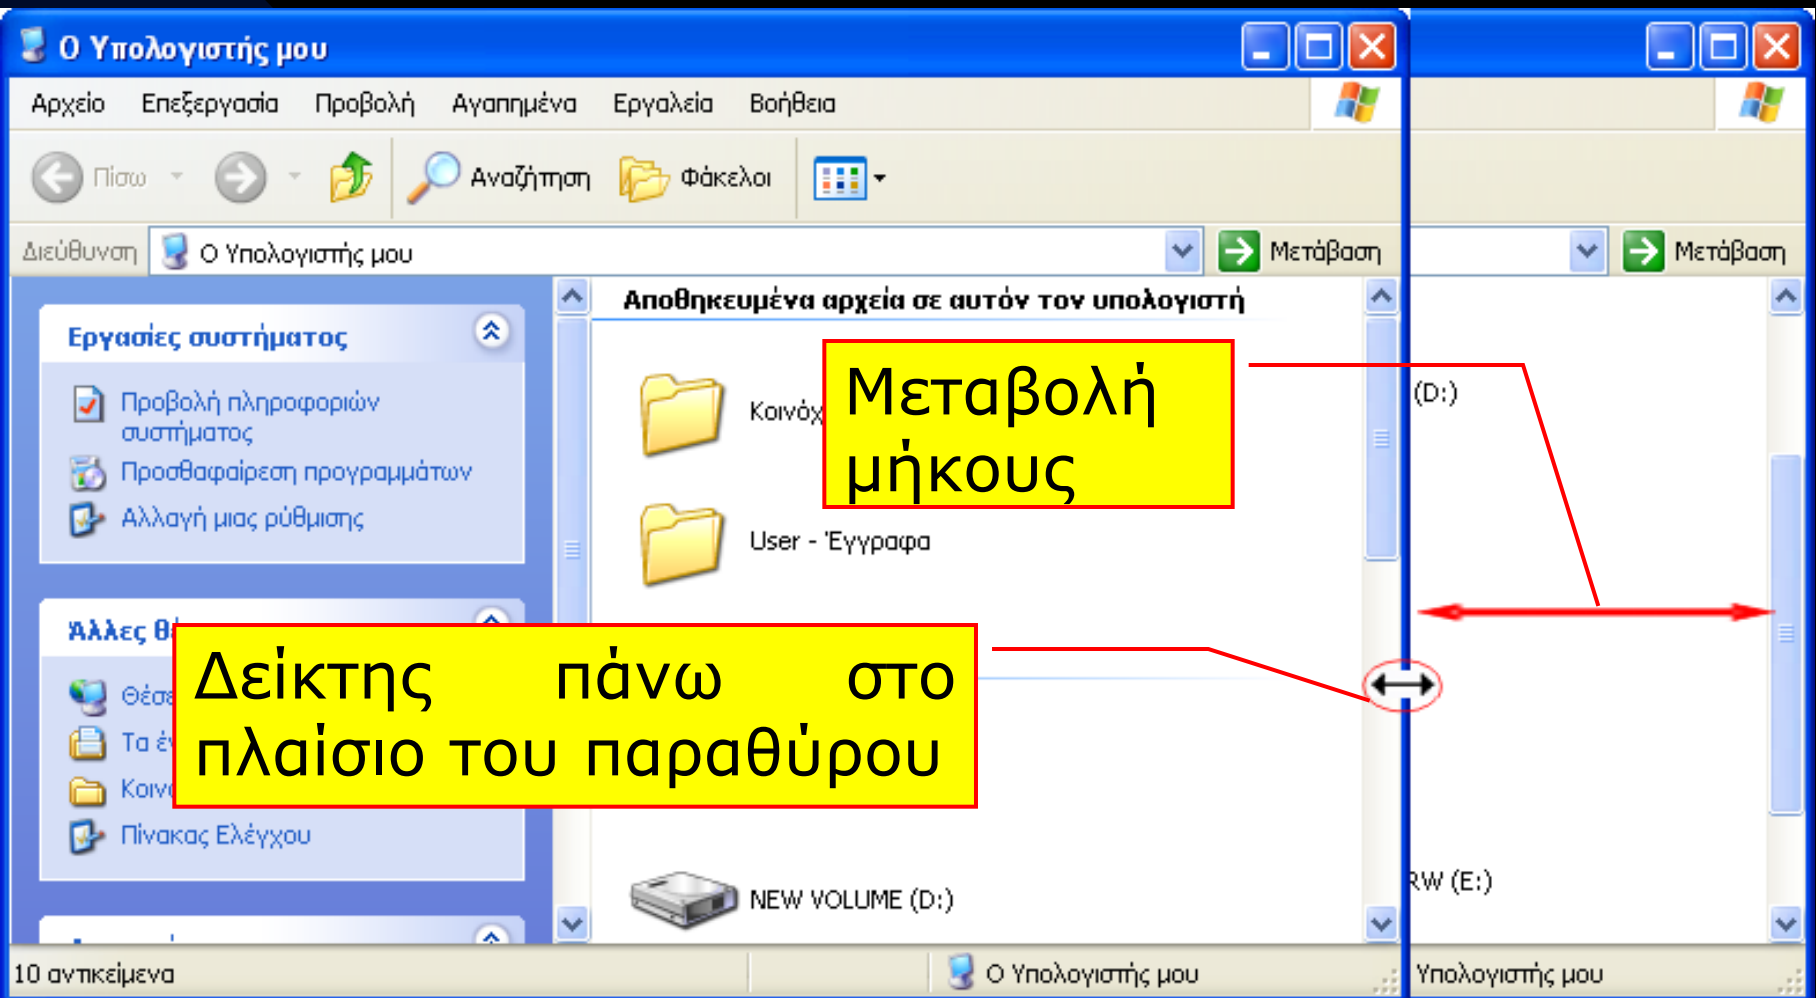 Ο Υπολογιστής μου
Αρχείο Επεξεργασία Προβολή Αγαπημένα Εργαλεία Βοήθεια
Πίσω Αναζήτηση Φάκελοι
Διεύθυνση Ο Υπολογιστής μου Μετάβαση Μετάβαση
Αποθηκευμένα αρχεία σε αυτόν τον υπολογιστή
Εργασίες συστήματος
Προβολή πληροφοριών
συστήματος
Προσθαφαίρεση προγραμμάτων
Αλλαγή μιας ρύθμισης
Μεταβολή
μήκους
(D:)
User - Έγγραφα
Άλλες
Δείκτης πάνω στο
πλαίσιο του παραθύρου
Τα
Πίνακας Ελέγχου
NEW VOLUME (D:)
RW (E:)
10 αντικείμενα
Ο Υπολογιστής μου
Υπολογιστής μου